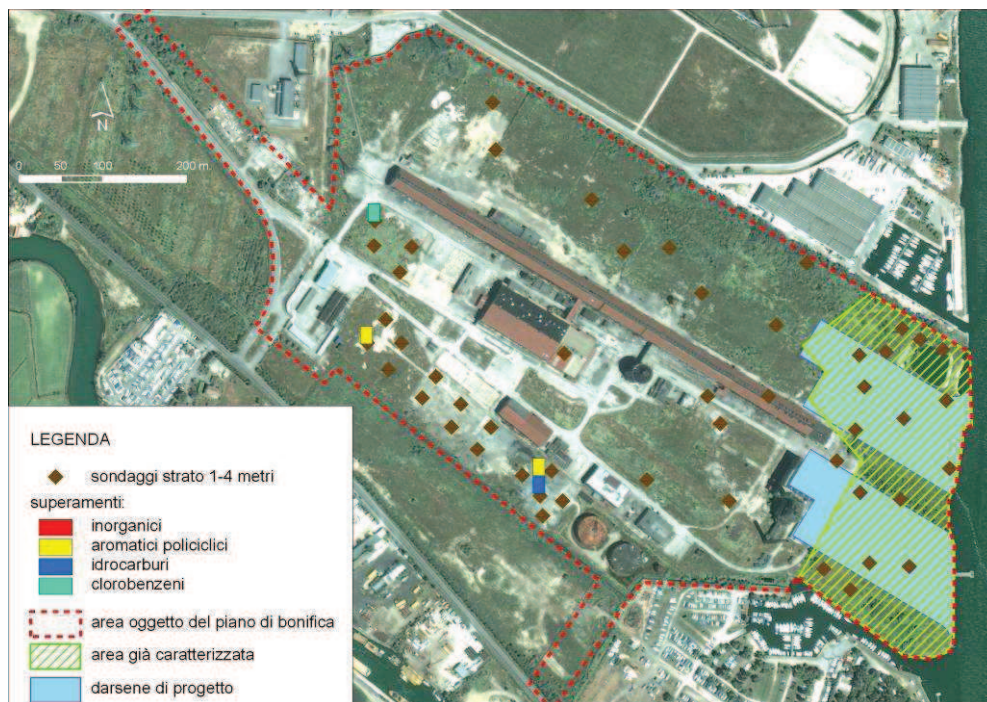 N
0 50 100 200 m.
LEGENDA
sondaggi strato 1-4 metri
superamenti:
inorganici
aromatici policiclici
idrocarburi
clorobenzeni
area oggetto del piano di bonifica
area già caratterizzata
darsene di progetto